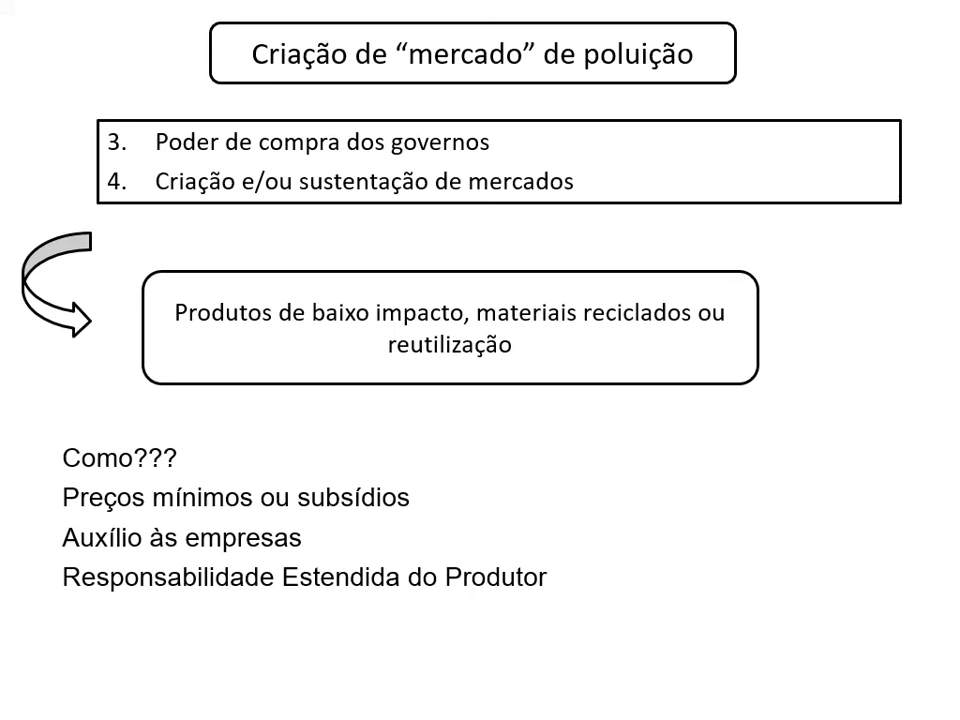 Criação de “mercado” de poluição
3. Poder de compra dos governos
4. Criação e/ou sustentação de mercados
Produtos de baixo impacto, materiais reciclados ou
reutilização
Como???
Preços mínimos ou subsídios
Auxílio às empresas
Responsabilidade Estendida do Produtor